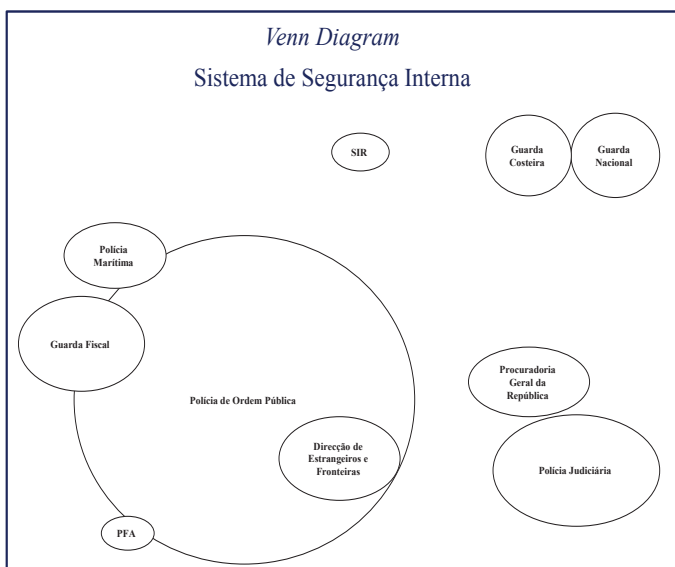 Venn Diagram
Sistema de Segurança Interna
SIR
Guarda
Costeira
Guarda
Nacional
Polícia
Marítima
Guarda Fiscal
Polícia de Ordem Pública
Procuradoria
Geral da
República
Direcção de
Estrangeiros e
Fronteiras
Polícia Judiciária
PFA